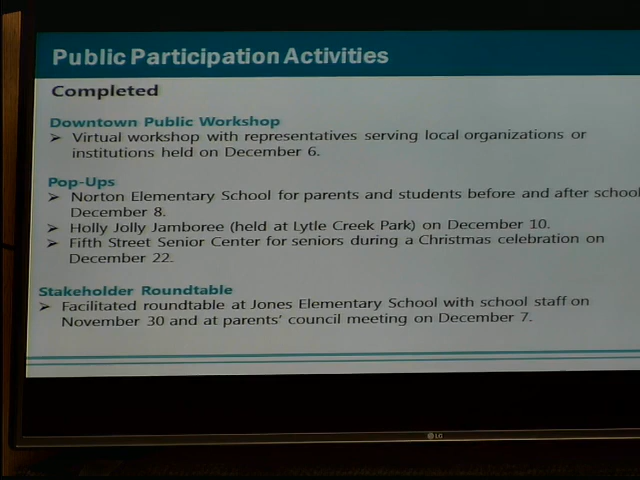 Public Participation Activities
Completed
Downtown Public Workshop
➢ Virtual workshop with representatives serving local organizations or
institutions held on December 6.
Pop-Ups
➢ Norton Elementary School for parents and students before and after school
December 8.
➢ Holly Jolly Jamboree (held at Lytle Creek Park) on December 10.
➢ Fifth Street Senior Center for seniors during a Christmas celebration on
December 22.
Stakeholder Roundtable
➢ Facilitated roundtable at Jones Elementary School with school staff on
November 30 and at parents' council meeting on December 7.
LG